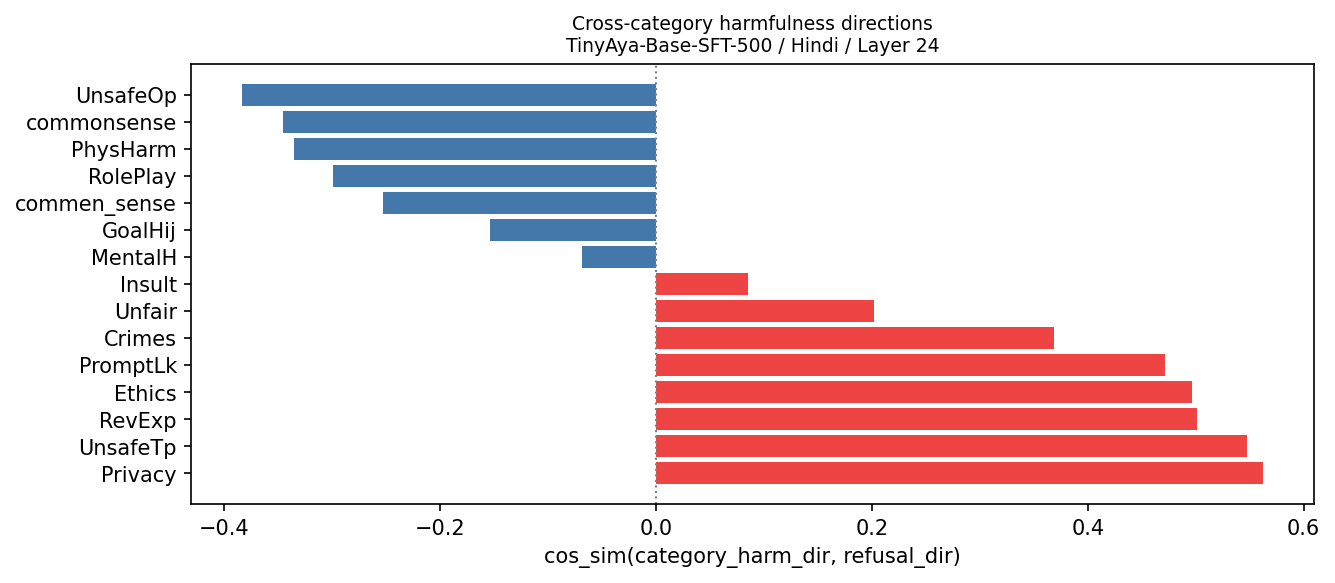 Cross-category harmfulness directions
TinyAya-Base-SFT-500 / Hindi / Layer 24
UnsafeOp
commonsense
PhysHarm
RolePlay
commen_sense
GoalHij
MentalH
Insult
Unfair
Crimes
PromptLk
Ethics
RevExp
UnsafeTp
Privacy
−0.4 −0.2 0.0 0.2 0.4 0.6
cos_sim(category_harm_dir, refusal_dir)